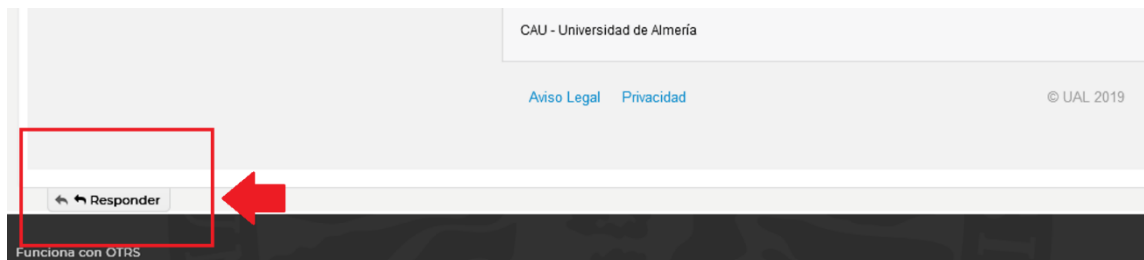 CAU - Universidad de Almería
Aviso Legal Privacidad © UAL 2019
Responder
Funciona con OTRS